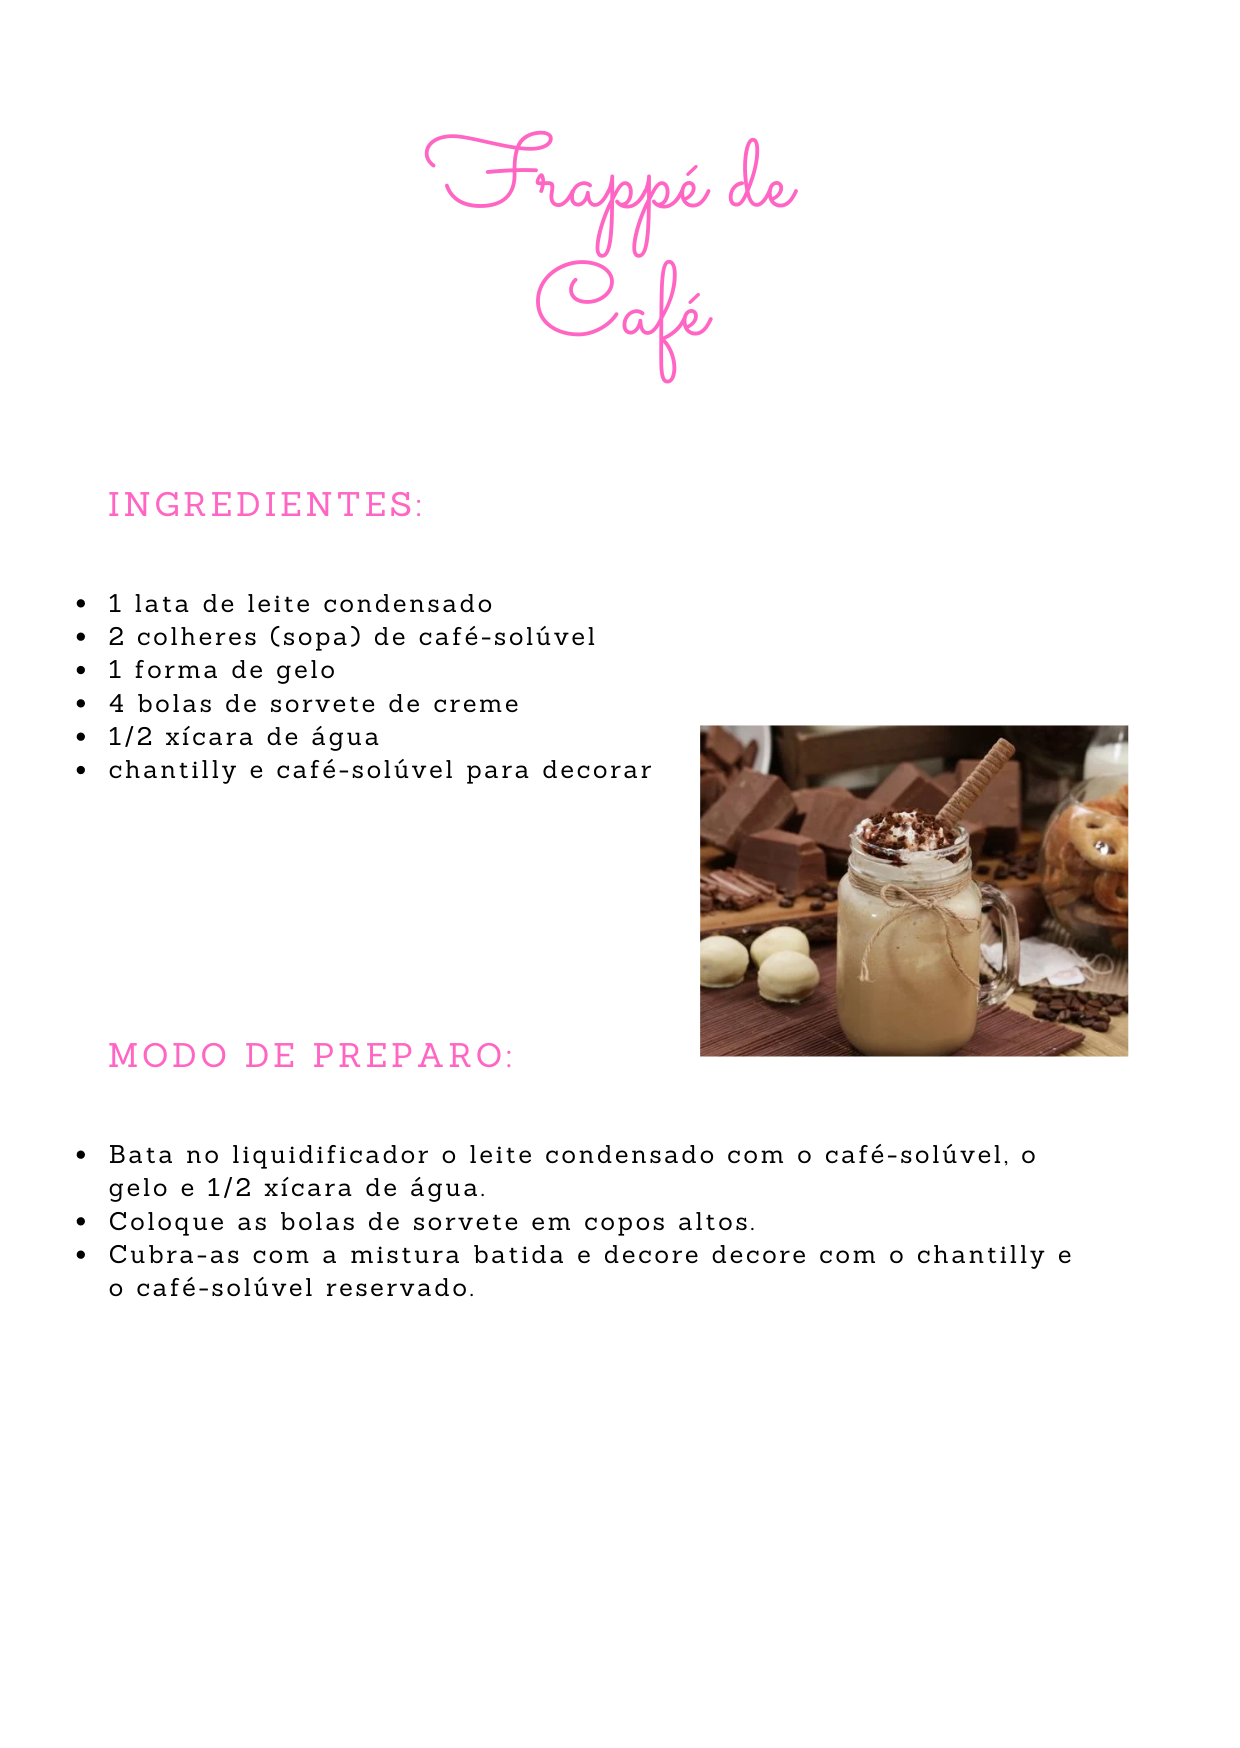 Frappé de
Café
INGREDIENTES:
• 1 lata de leite condensado
• 2 colheres (sopa) de café-solúvel
• 1 forma de gelo
• 4 bolas de sorvete de creme
• 1/2 xícara de água
• chantilly e café-solúvel para decorar
MODO DE PREPARO:
• Bata no liquidificador o leite condensado com o café-solúvel, o
gelo e 1/2 xícara de água.
• Coloque as bolas de sorvete em copos altos.
• Cubra-as com a mistura batida e decore decore com o chantilly e
o café-solúvel reservado.